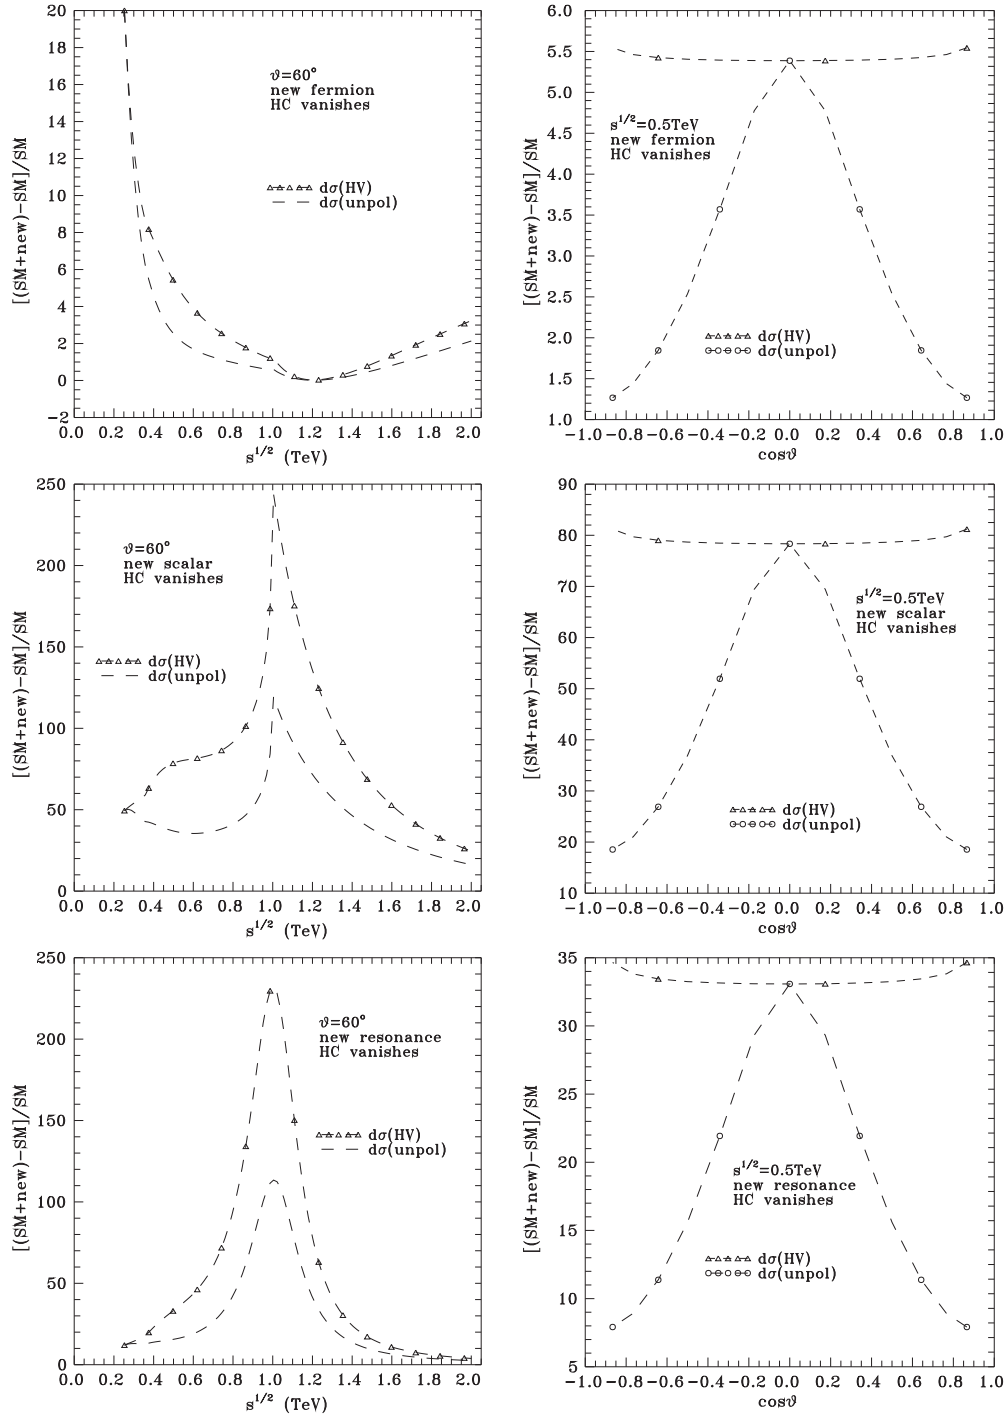 20
18
16
14
12
10
8
6
4
2
0
−2
0.0 0.2 0.4 0.6 0.8 1.0 1.2 1.4 1.6 1.8 2.0
s^1/2 (TeV)
[(SM+new)−SM]/SM
ϑ=60°
new fermion
HC vanishes
dσ(HV)
dσ(unpol)
6.0
5.5
5.0
4.5
4.0
3.5
3.0
2.5
2.0
1.5
1.0
−1.0−0.8−0.6−0.4−0.2 0.0 0.2 0.4 0.6 0.8 1.0
cosϑ
[(SM+new)−SM]/SM
s^1/2=0.5TeV
new fermion
HC vanishes
dσ(HV)
dσ(unpol)
250
200
150
100
50
0
0.0 0.2 0.4 0.6 0.8 1.0 1.2 1.4 1.6 1.8 2.0
s^1/2 (TeV)
[(SM+new)−SM]/SM
ϑ=60°
new scalar
HC vanishes
dσ(HV)
dσ(unpol)
90
80
70
60
50
40
30
20
10
−1.0−0.8−0.6−0.4−0.2 0.0 0.2 0.4 0.6 0.8 1.0
cosϑ
[(SM+new)−SM]/SM
s^1/2=0.5TeV
new scalar
HC vanishes
dσ(HV)
dσ(unpol)
250
200
150
100
50
0
0.0 0.2 0.4 0.6 0.8 1.0 1.2 1.4 1.6 1.8 2.0
s^1/2 (TeV)
[(SM+new)−SM]/SM
ϑ=60°
new resonance
HC vanishes
dσ(HV)
dσ(unpol)
35
30
25
20
15
10
5
−1.0−0.8−0.6−0.4−0.2 0.0 0.2 0.4 0.6 0.8 1.0
cosϑ
[(SM+new)−SM]/SM
s^1/2=0.5TeV
new resonance
HC vanishes
dσ(HV)
dσ(unpol)